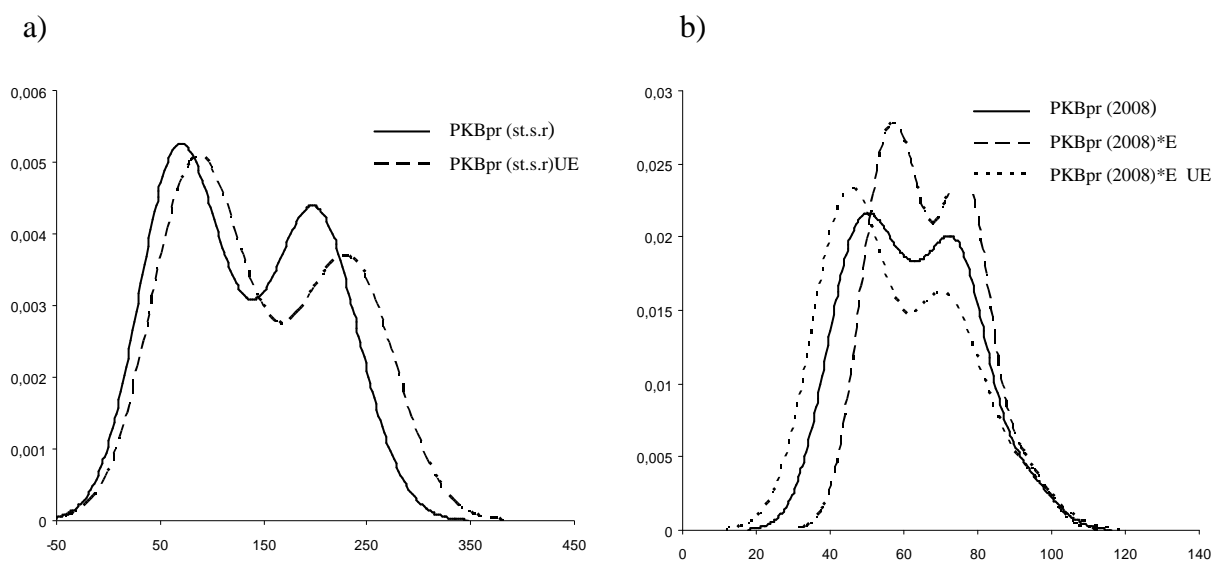 a)
0,006
0,005
0,004
0,003
0,002
0,001
0
-50 50 150 250 350 450
PKBpr (st.s.r)
PKBpr (st.s.r)UE
b)
0,03
0,025
0,02
0,015
0,01
0,005
0
0 20 40 60 80 100 120 140
PKBpr (2008)
PKBpr (2008)*E
PKBpr (2008)*E UE